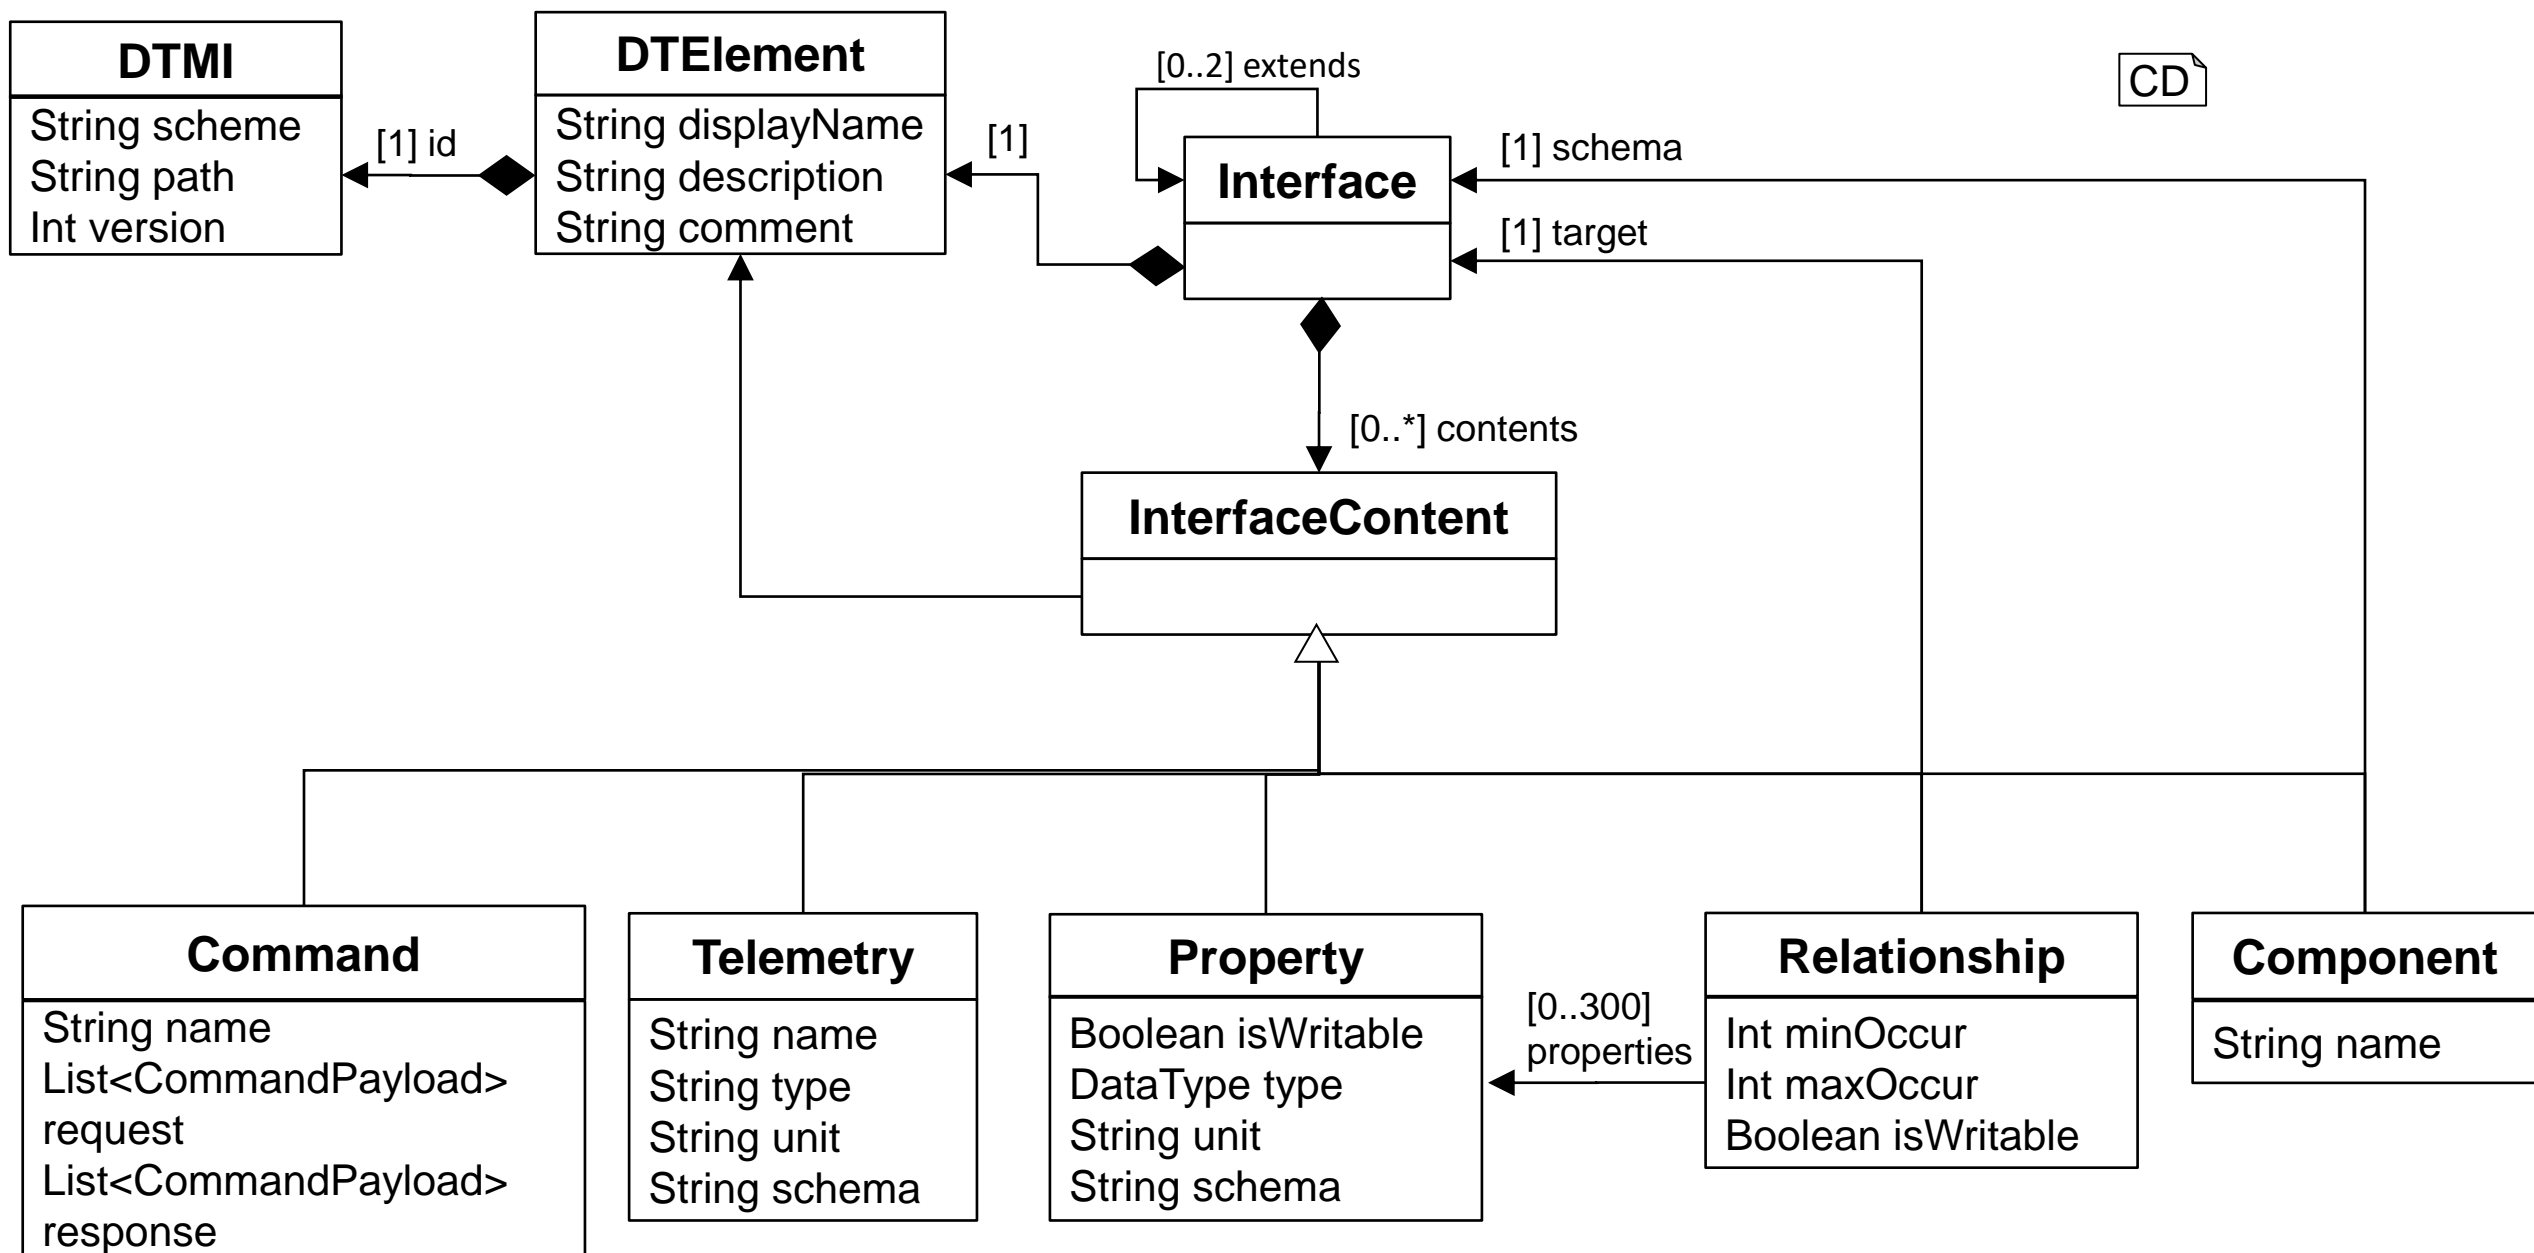 DTMI
String scheme
String path
Int version
[1] id
DTElement
String displayName
String description
String comment
[1]
[0..2] extends
Interface
[1] schema
[1] target
CD
[0..*] contents
InterfaceContent
Command
String name
List<CommandPayload>
request
List<CommandPayload>
response
Telemetry
String name
String type
String unit
String schema
Property
Boolean isWritable
DataType type
String unit
String schema
[0..300]
properties
Relationship
Int minOccur
Int maxOccur
Boolean isWritable
Component
String name